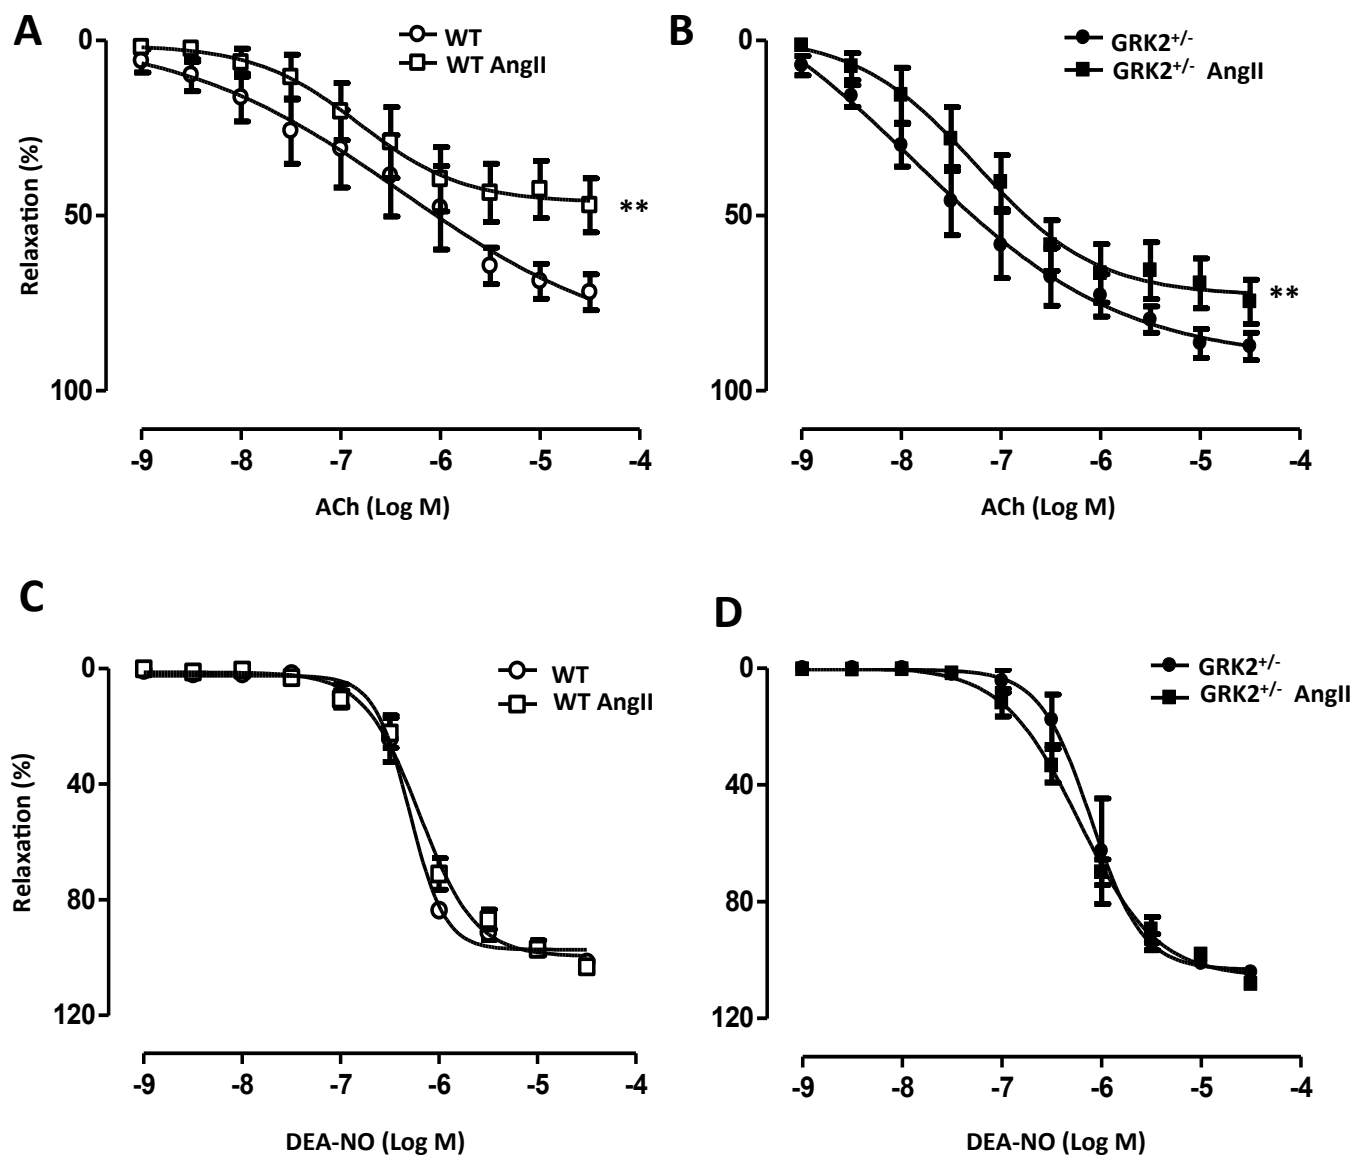 A
WT
WT AngII
0
50
100
Relaxation (%)
**
-9 -8 -7 -6 -5 -4
ACh (Log M)
B
GRK2+/-
GRK2+/- AngII
0
50
100
**
-9 -8 -7 -6 -5 -4
ACh (Log M)
C
WT
WT AngII
0
40
80
120
Relaxation (%)
-9 -8 -7 -6 -5 -4
DEA-NO (Log M)
D
GRK2+/-
GRK2+/- AngII
0
40
80
120
-9 -8 -7 -6 -5 -4
DEA-NO (Log M)